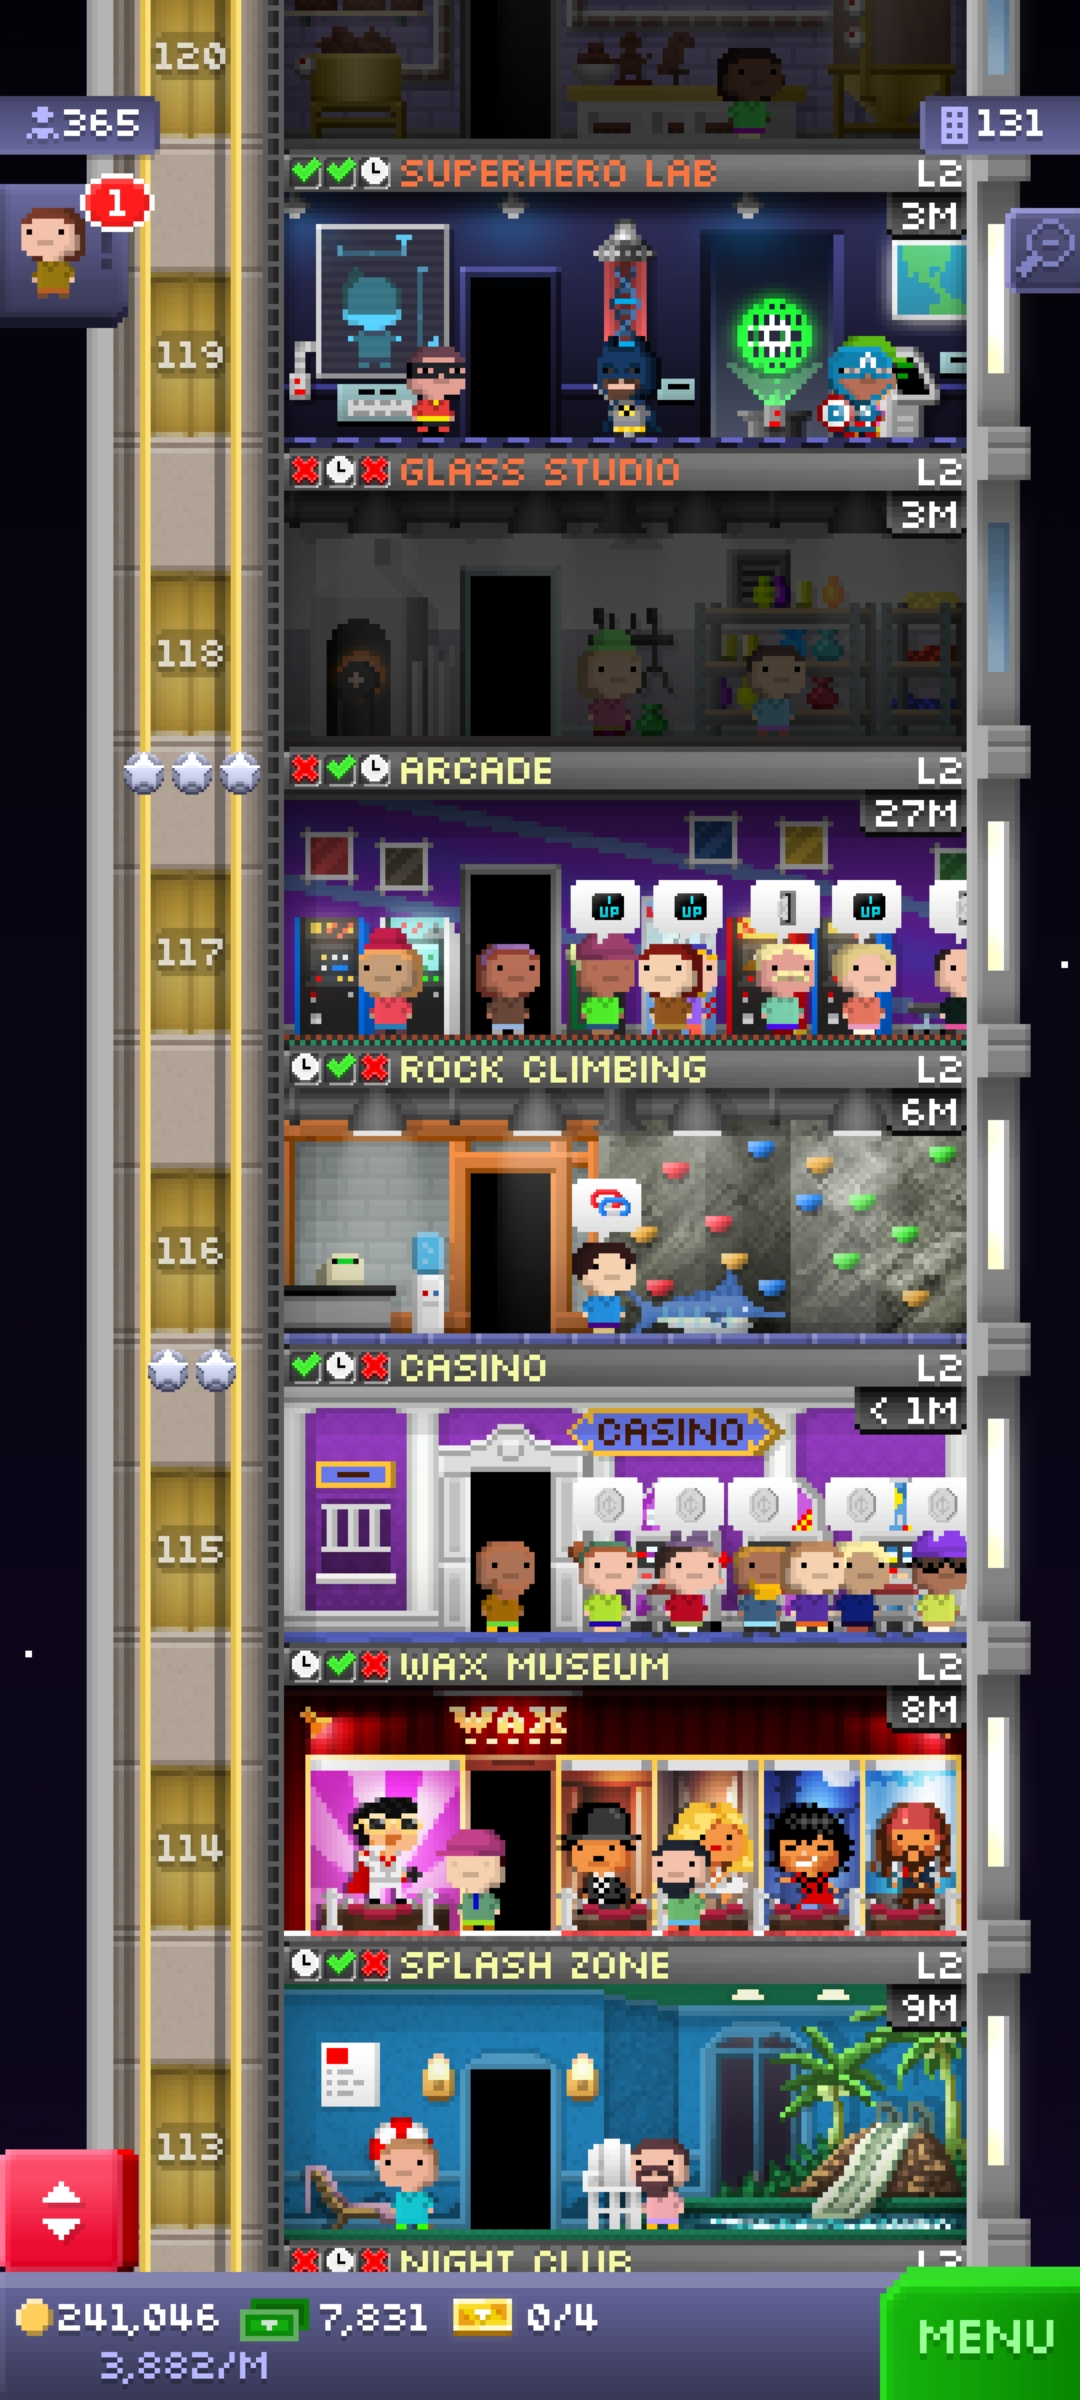 120
365
131
1
SUPERHERO LAB L2
3M
119
GLASS STUDIO L2
3M
118
ARCADE L2
27M
UP UP UP
117
ROCK CLIMBING L2
6M
116
CASINO L2
< 1M
CASINO
115
WAX MUSEUM L2
8M
WAX
114
SPLASH ZONE L2
9M
113
NIGHT CLUB L3
241,046 7,831 0/4
3,882/M
MENU